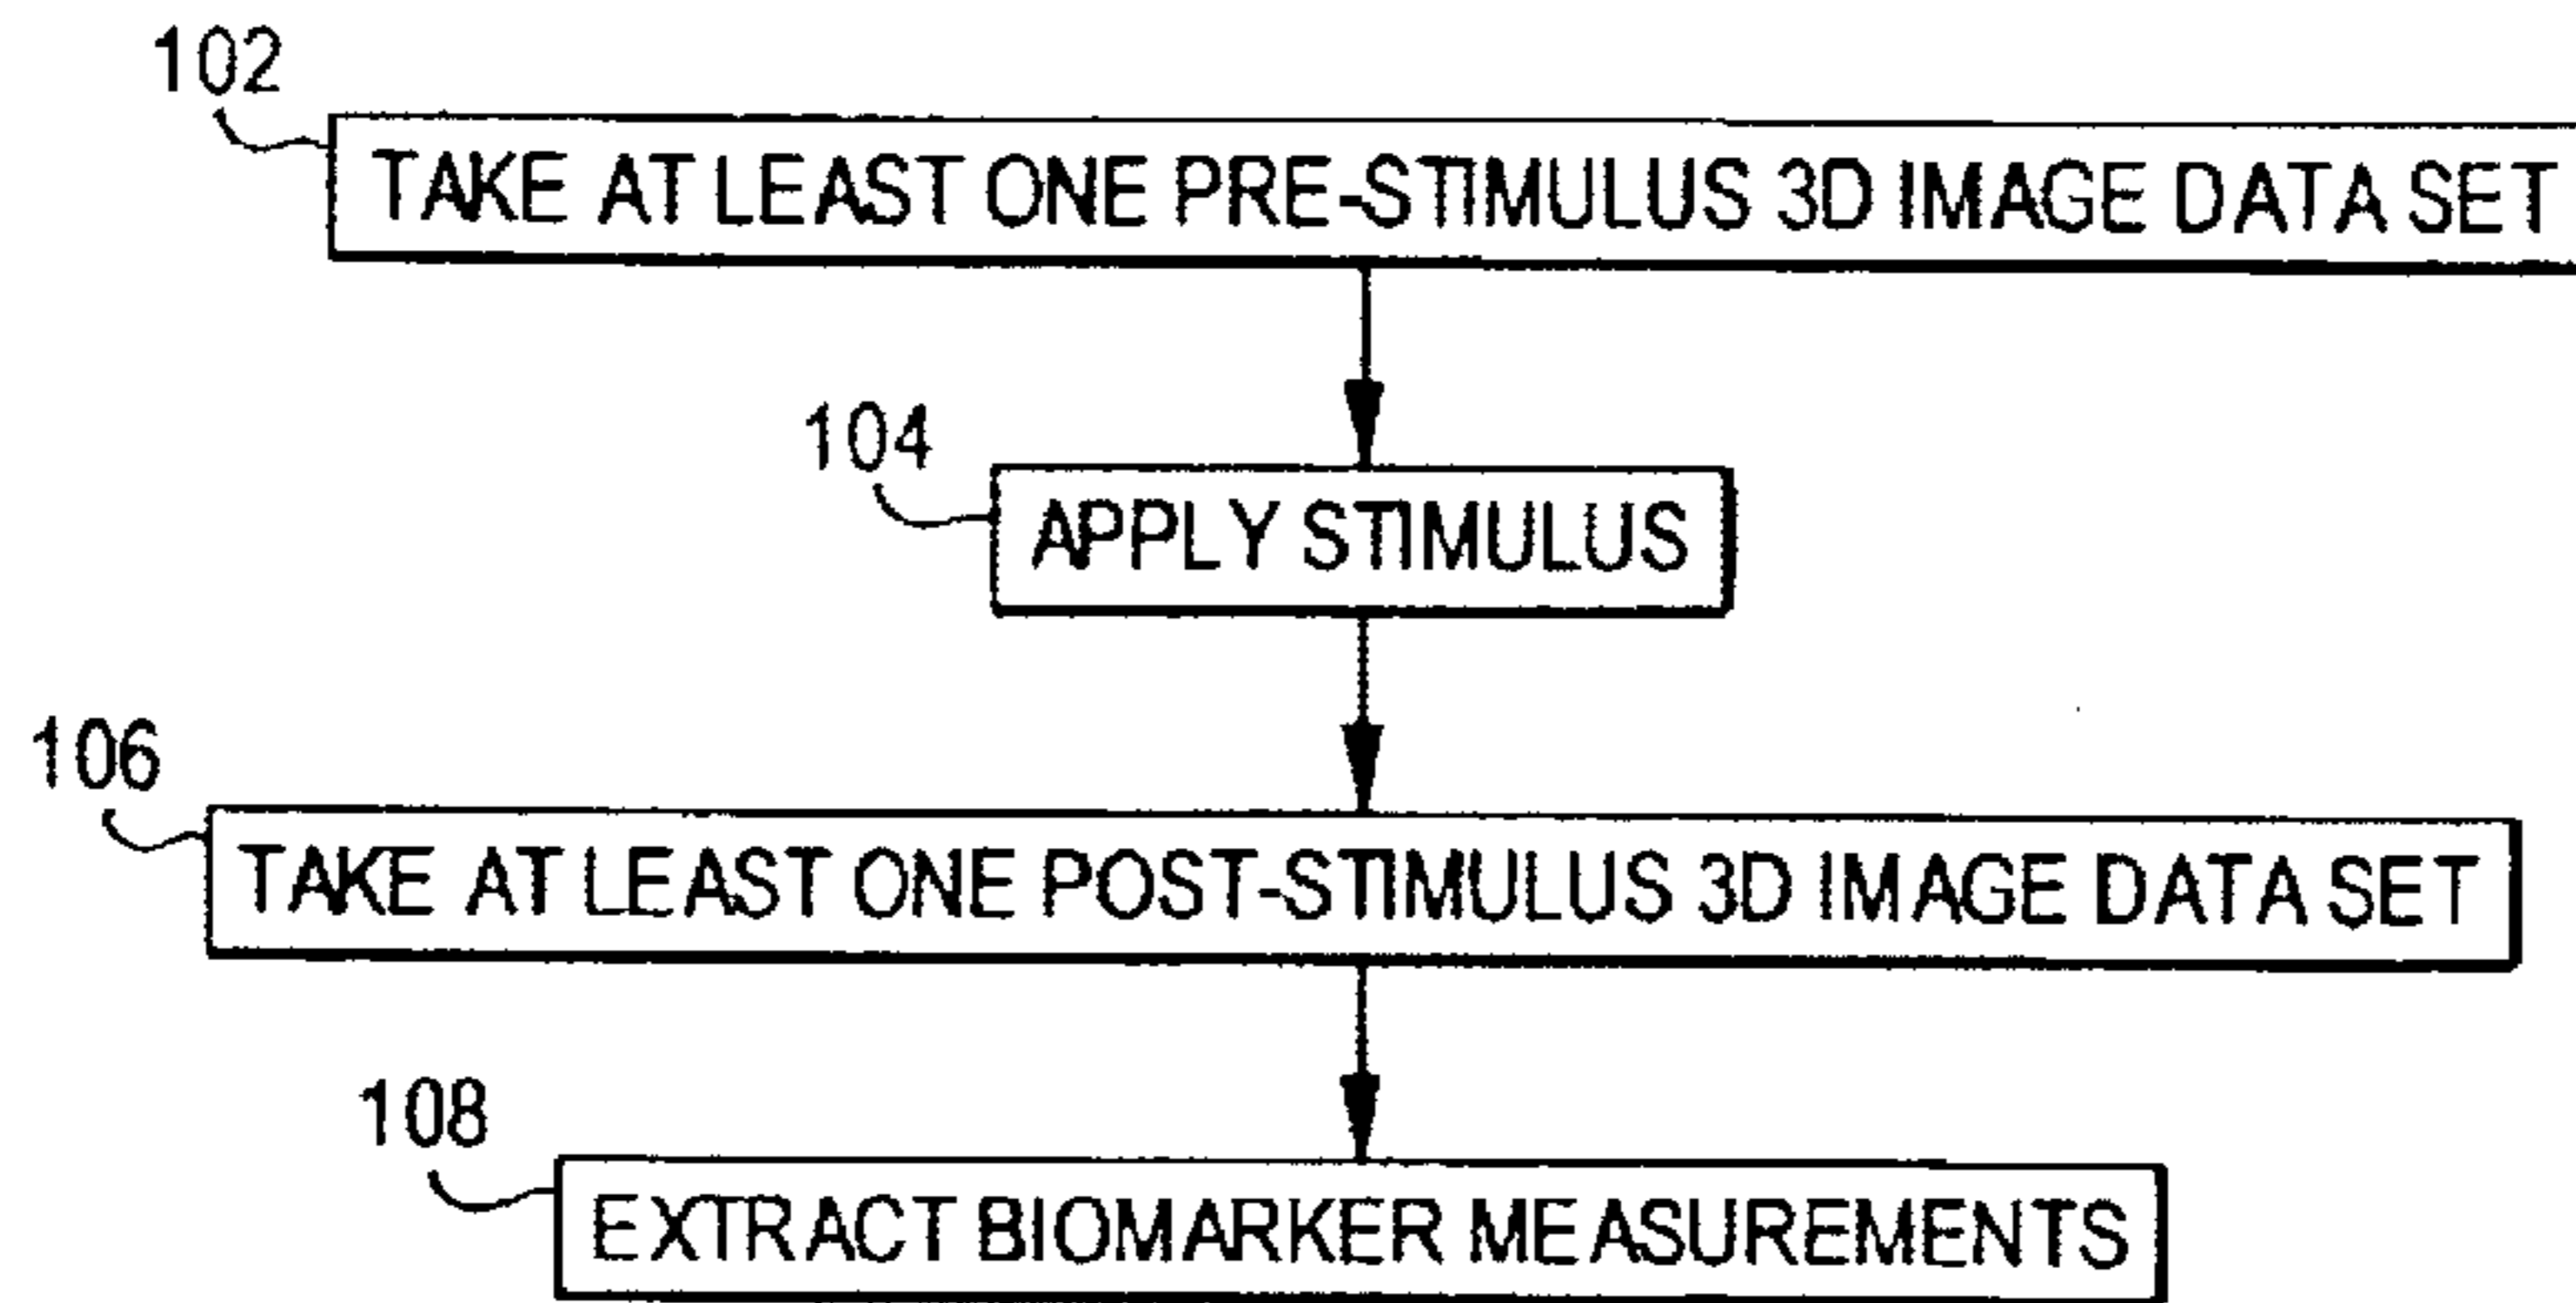 102
TAKE AT LEAST ONE PRE-STIMULUS 3D IMAGE DATA SET
104
APPLY STIMULUS
106
TAKE AT LEAST ONE POST-STIMULUS 3D IMAGE DATA SET
108
EXTRACT BIOMARKER MEASUREMENTS